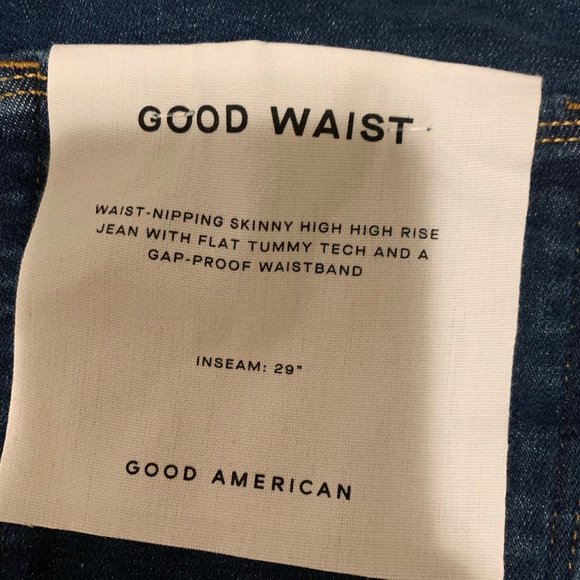 GOOD WAIST
WAIST-NIPPING SKINNY HIGH HIGH RISE
JEAN WITH FLAT TUMMY TECH AND A
GAP-PROOF WAISTBAND
INSEAM: 29"
GOOD AMERICAN